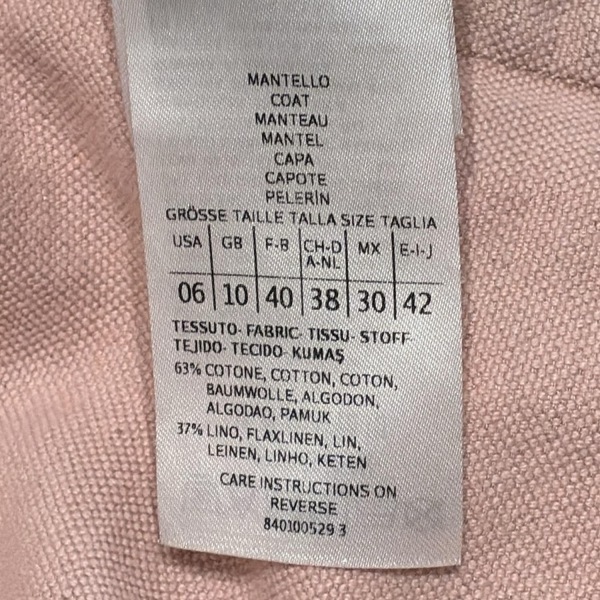 MANTELLO
COAT
MANTEAU
MANTEL
CAPA
CAPOTE
PELERİN
GRÖSSE TAILLE TALLA SIZE TAGLIA
USA GB F-B CH-D A-NL MX E-I-J
06 10 40 38 30 42
TESSUTO- FABRIC- TISSU- STOFF-
TEJIDO- TECIDO- KUMAŞ
63% COTONE, COTTON, COTON,
BAUMWOLLE, ALGODON,
ALGODAO, PAMUK
37% LINO, FLAXLINEN, LIN,
LEINEN, LINHO, KETEN
CARE INSTRUCTIONS ON
REVERSE
840100529 3